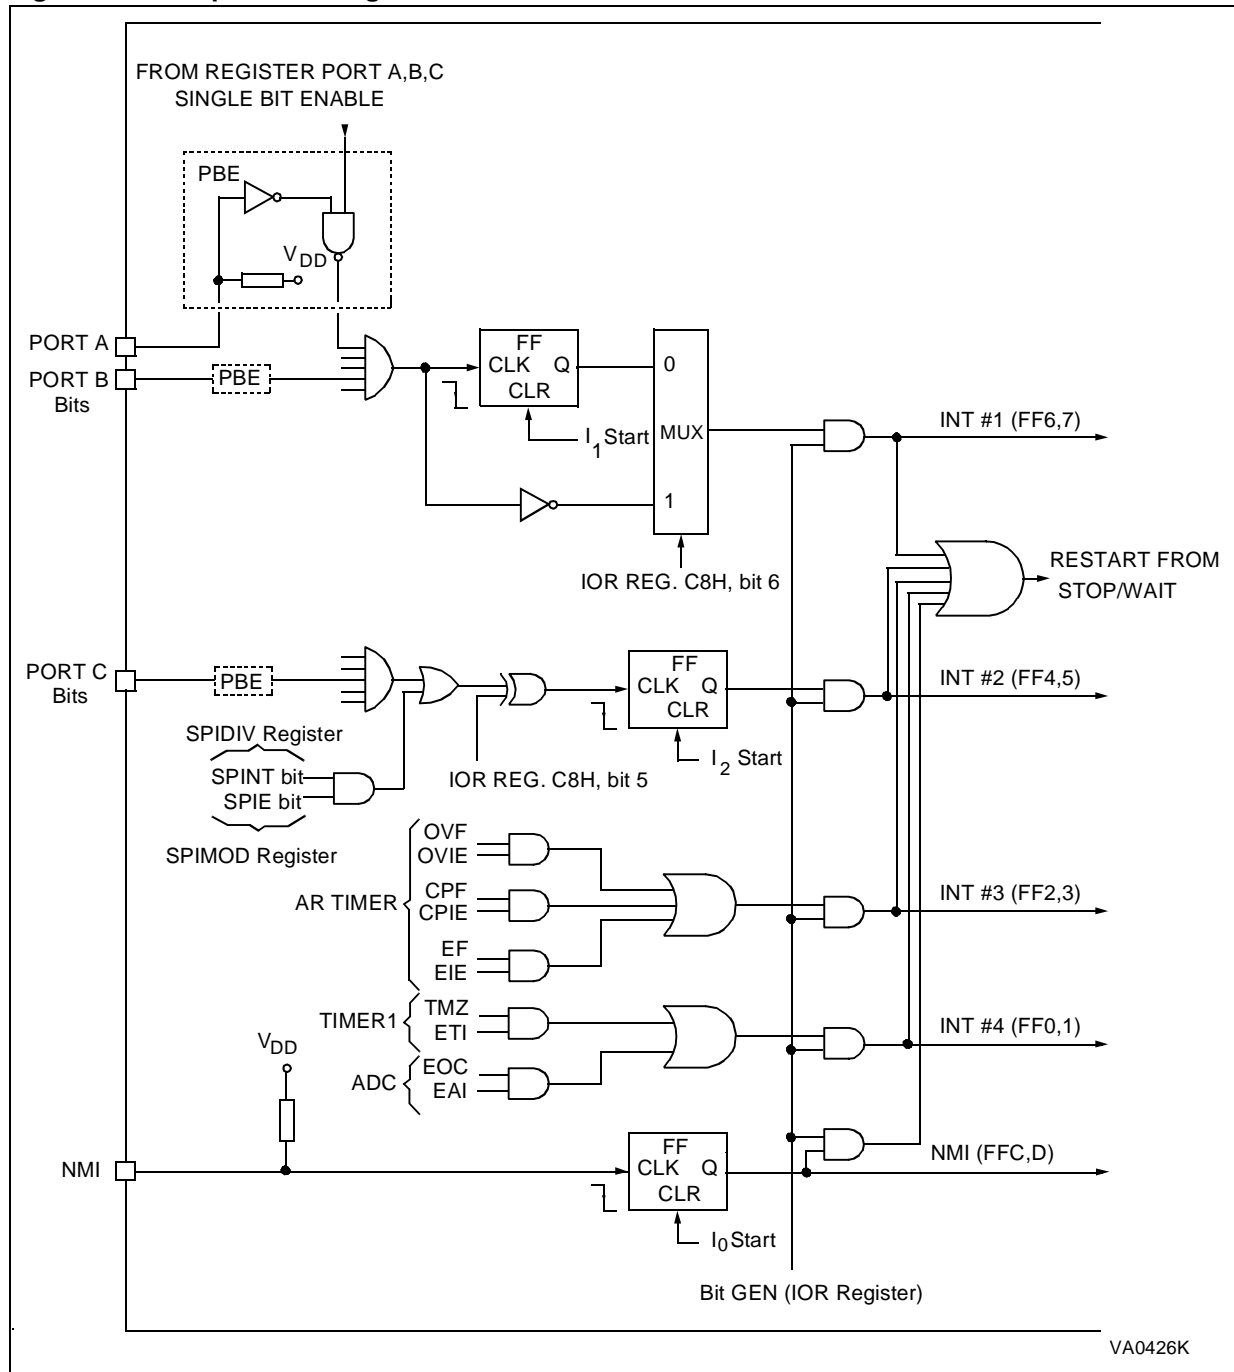 FROM REGISTER PORT A,B,C
SINGLE BIT ENABLE
PBE
VDD
PORT A
PORT B
Bits
PBE
FF
CLK Q
CLR
I1 Start
0
MUX
1
IOR REG. C8H, bit 6
INT #1 (FF6,7)
RESTART FROM
STOP/WAIT
PORT C
Bits
PBE
SPIDIV Register
SPINT bit
SPIE bit
SPIMOD Register
IOR REG. C8H, bit 5
FF
CLK Q
CLR
I2 Start
INT #2 (FF4,5)
AR TIMER
OVF
OVIE
CPF
CPIE
EF
EIE
INT #3 (FF2,3)
TIMER1
TMZ
ETI
ADC
EOC
EAI
INT #4 (FF0,1)
VDD
NMI
FF
CLK Q
CLR
I0 Start
NMI (FFC,D)
Bit GEN (IOR Register)
VA0426K